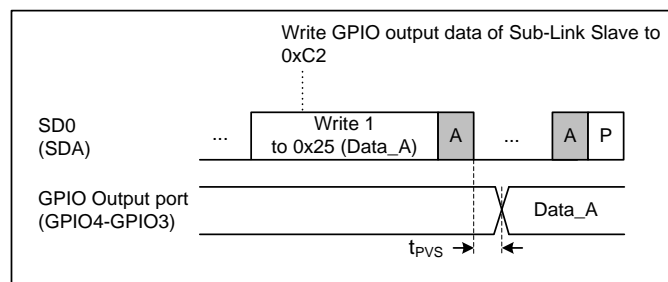 Write GPIO output data of Sub-Link Slave to
0xC2
SD0
(SDA)
...
Write 1
to 0x25 (Data_A)
A
...
A
P
GPIO Output port
(GPIO4-GPIO3)
Data_A
tPVS